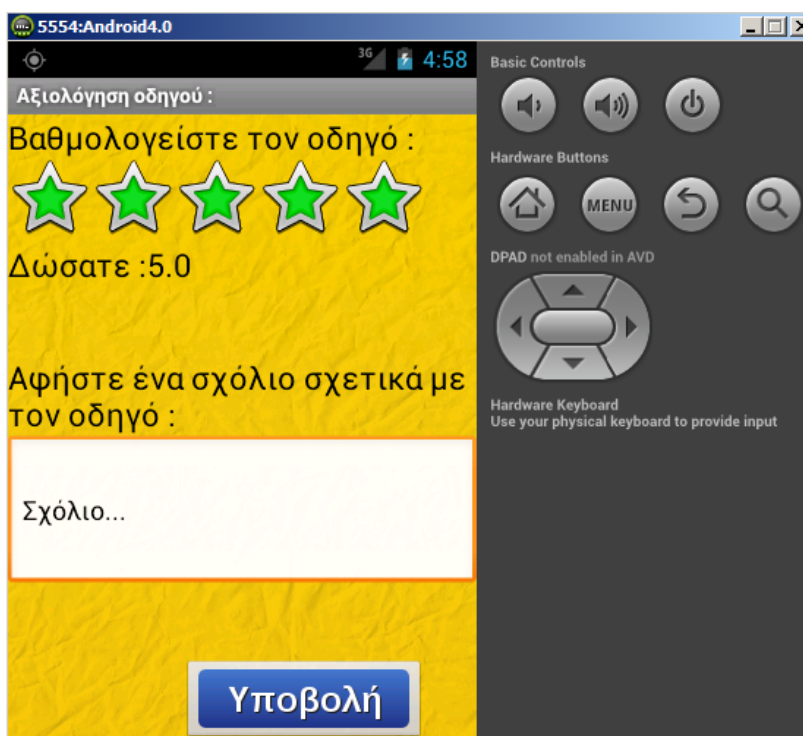 5554:Android4.0
3G 4:58
Αξιολόγηση οδηγού :
Βαθμολογείστε τον οδηγό :
Δώσατε :5.0
Αφήστε ένα σχόλιο σχετικά με
τον οδηγό :
Σχόλιο...
Υποβολή
Basic Controls
Hardware Buttons
MENU
DPAD not enabled in AVD
Hardware Keyboard
Use your physical keyboard to provide input